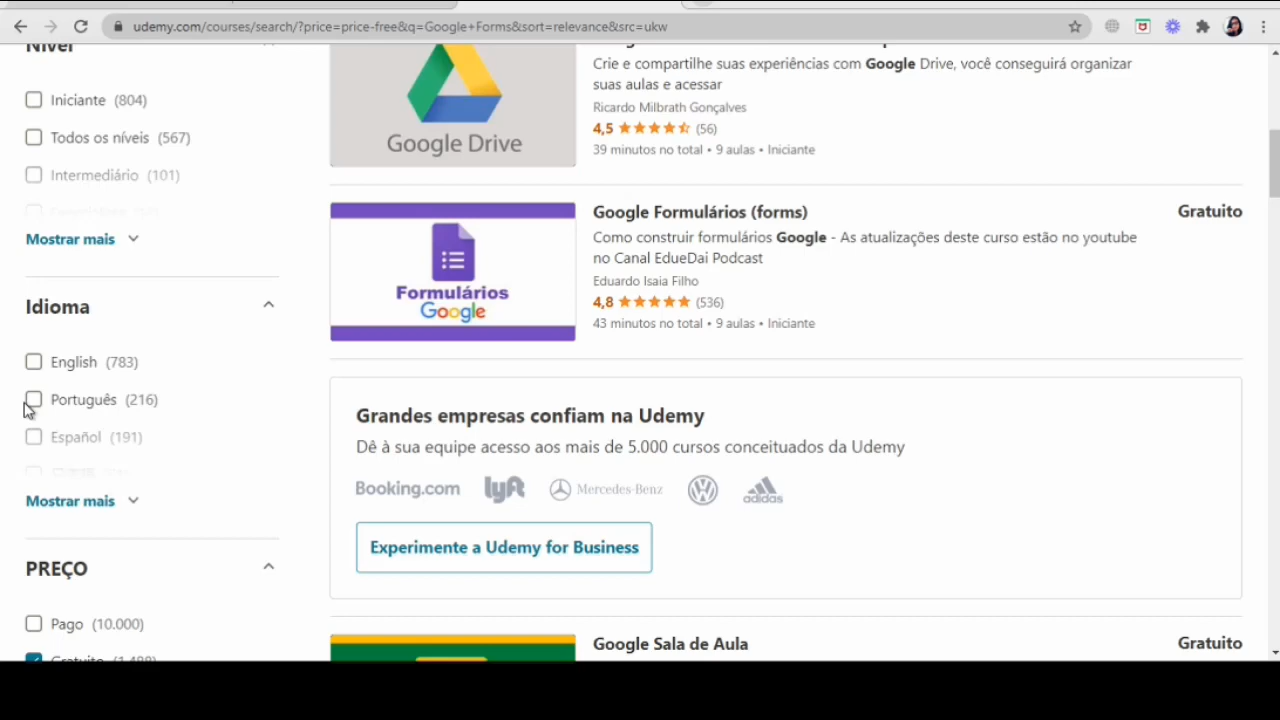 udemy.com/courses/search/?price=price-free&q=Google+Forms&sort=relevance&src=ukw
Nível
Iniciante (804)
Todos os níveis (567)
Intermediário (101)
Mostrar mais
Idioma
English (783)
Português (216)
Español (191)
Mostrar mais
PREÇO
Pago (10.000)
Gratuito (1.488)
Google Drive
Crie e compartilhe suas experiências com Google Drive, você conseguirá organizar
suas aulas e acessar
Ricardo Milbrath Gonçalves
4,5 (56)
39 minutos no total • 9 aulas • Iniciante
Formulários
Google
Google Formulários (forms)
Gratuito
Como construir formulários Google - As atualizações deste curso estão no youtube
no Canal EdueDai Podcast
Eduardo Isaia Filho
4,8 (536)
43 minutos no total • 9 aulas • Iniciante
Grandes empresas confiam na Udemy
Dê à sua equipe acesso aos mais de 5.000 cursos conceituados da Udemy
Booking.com lyft Mercedes-Benz adidas
Experimente a Udemy for Business
Google Sala de Aula
Gratuito